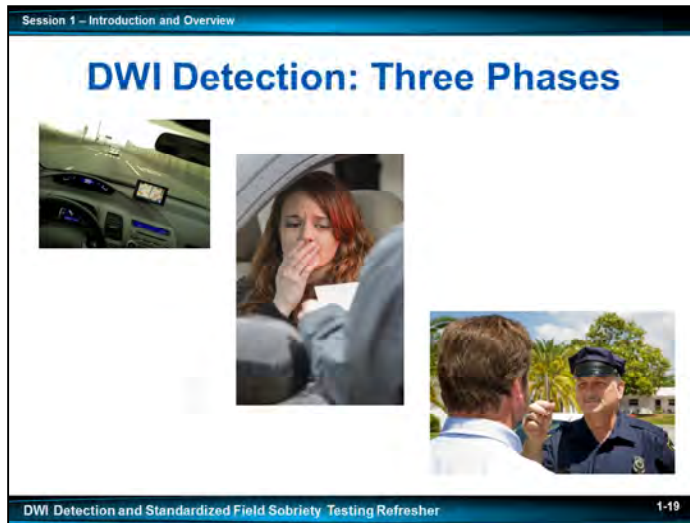 Session 1 – Introduction and Overview
DWI Detection: Three Phases
DWI Detection and Standardized Field Sobriety Testing Refresher
1-19